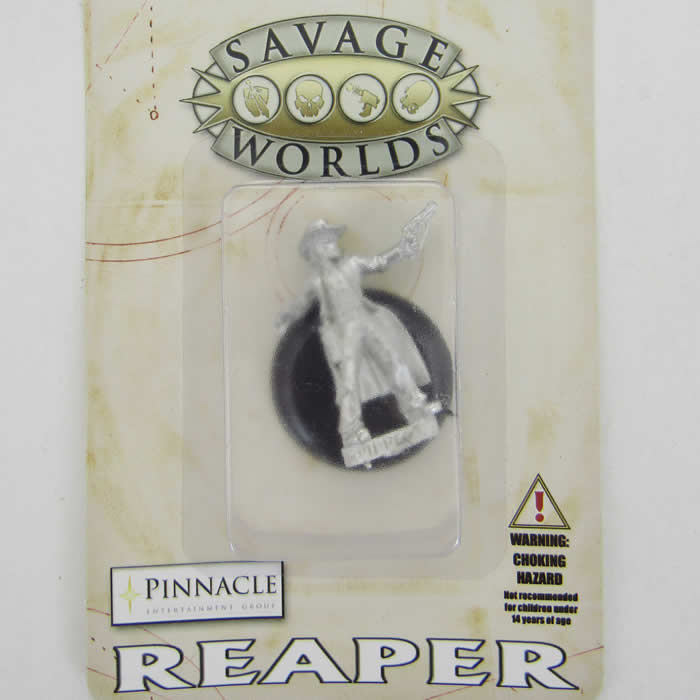 SAVAGE
WORLDS
PINNACLE
ENTERTAINMENT GROUP
WARNING:
CHOKING
HAZARD
Not recommended
for children under
14 years of age
REAPER